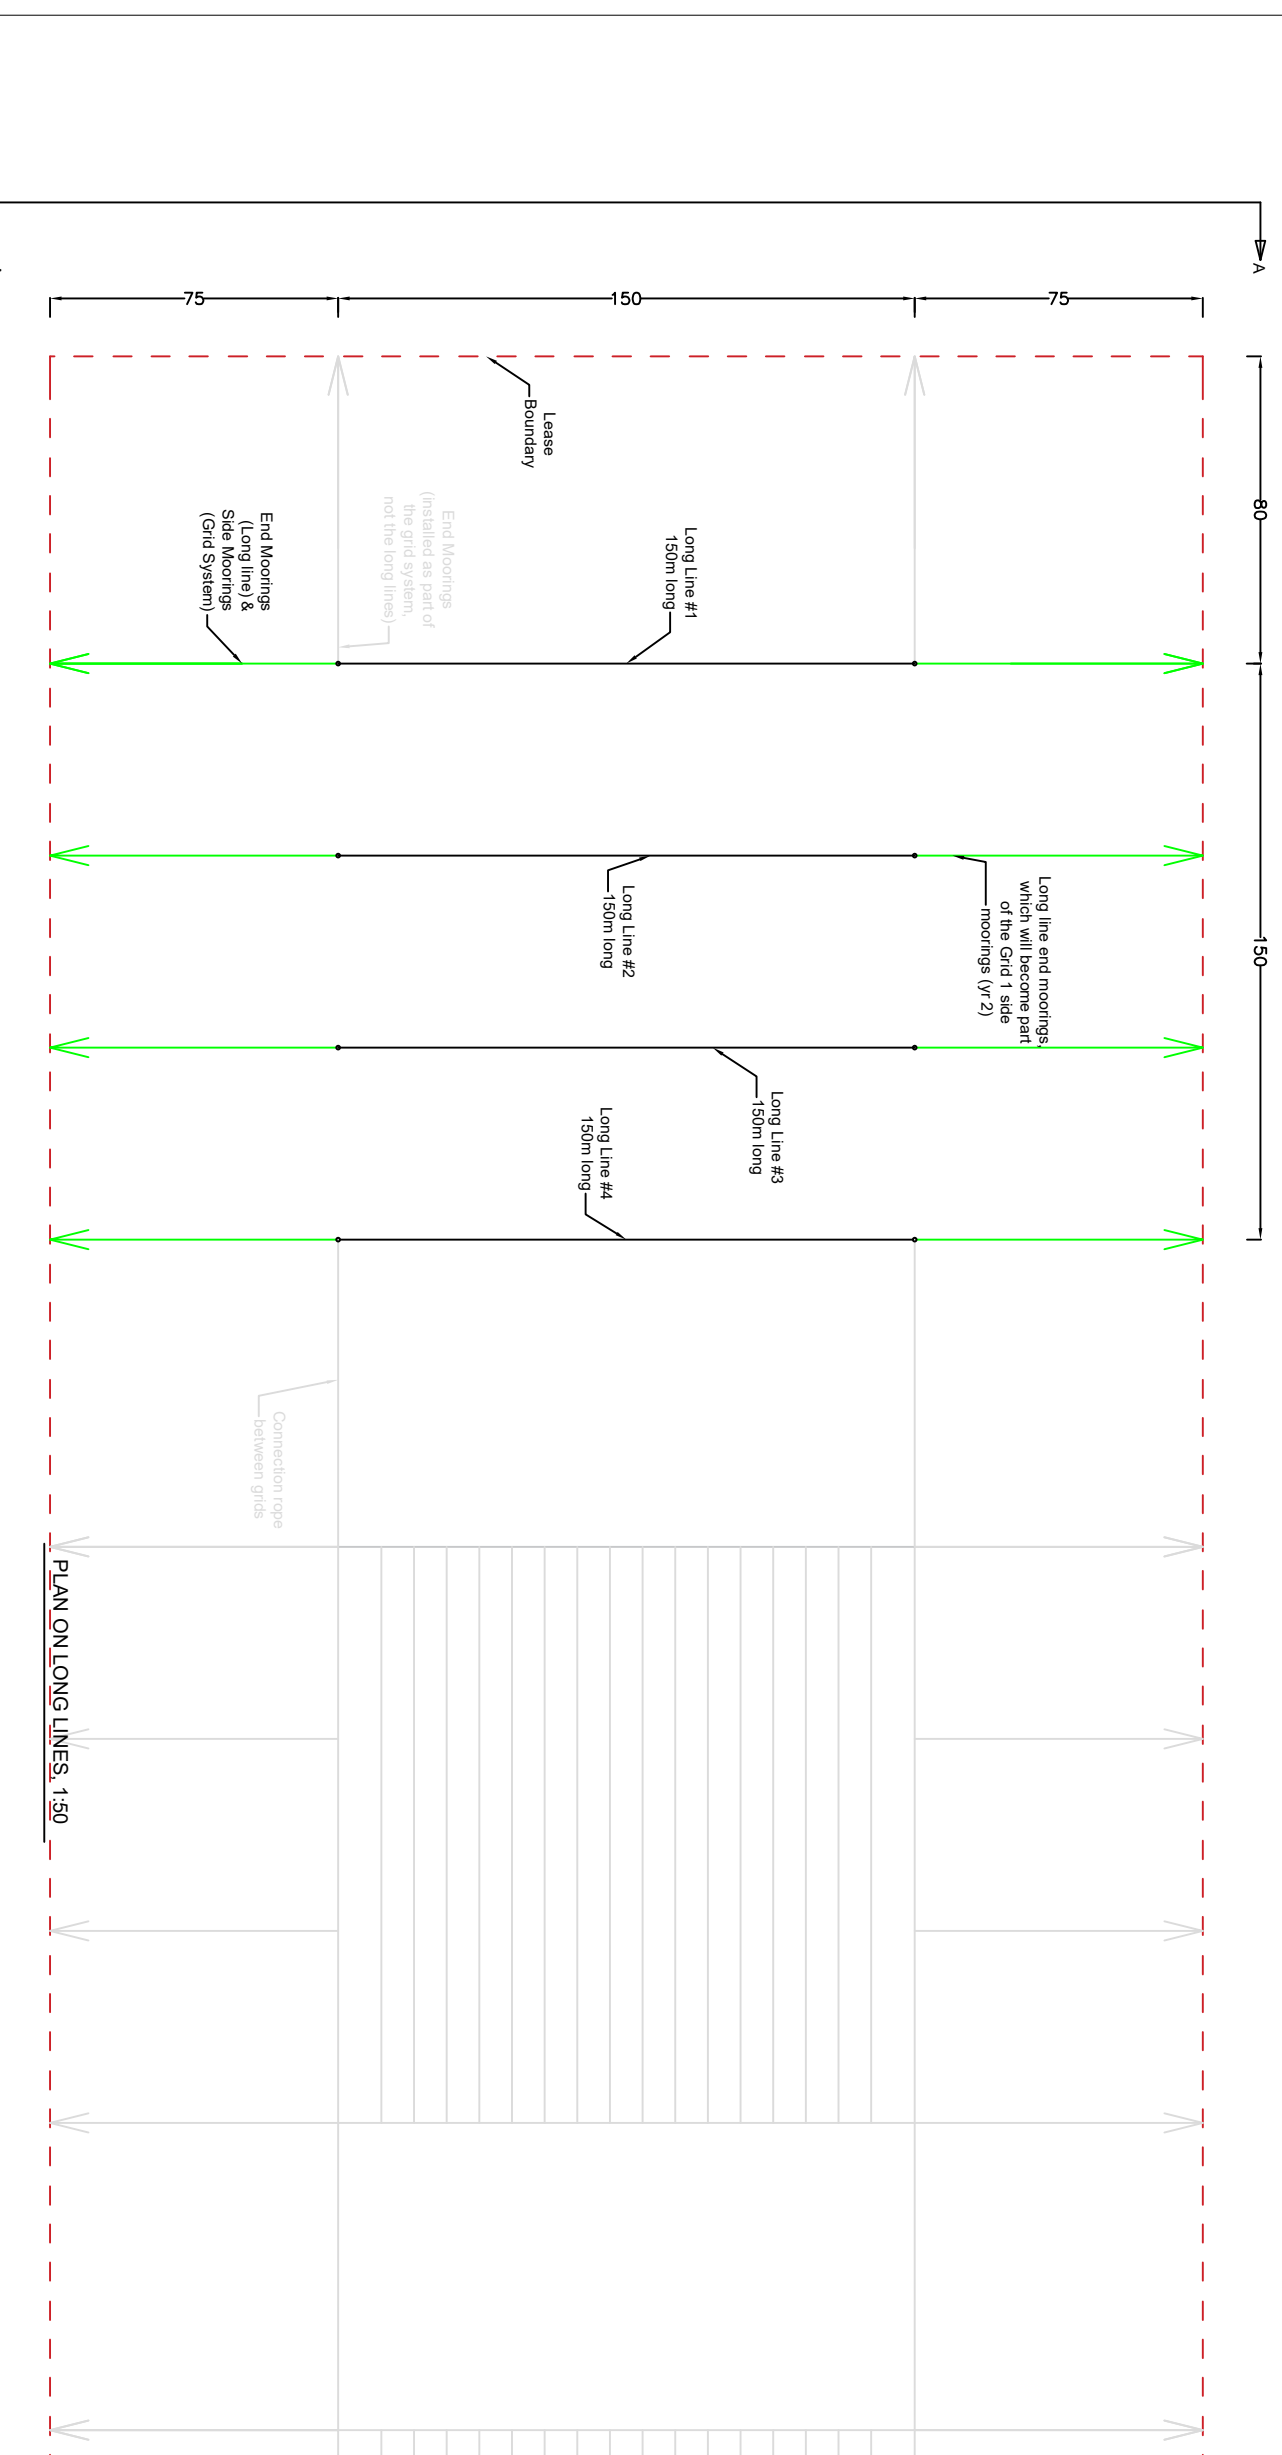 A
80
150
75
150
75
Lease
Boundary
Long Line #1
150m long
End Moorings
(installed as part of
the grid system,
not the long lines)
End Moorings
(Long line) &
Side Moorings
(Grid System)
Long line end moorings,
which will become part
of the Grid 1 side
moorings (yr 2)
Long Line #2
150m long
Long Line #3
150m long
Long Line #4
150m long
Connection rope
between grids
PLAN ON LONG LINES, 1:50